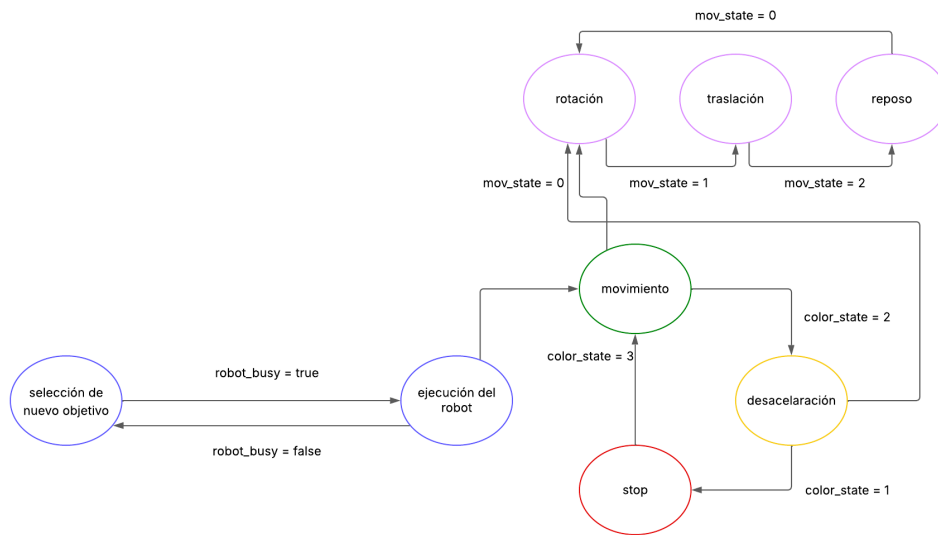 mov_state = 0
rotación
traslación
reposo
mov_state = 0
mov_state = 1
mov_state = 2
movimiento
color_state = 2
color_state = 3
robot_busy = true
selección de
nuevo objetivo
ejecución del
robot
desacelaración
robot_busy = false
stop
color_state = 1